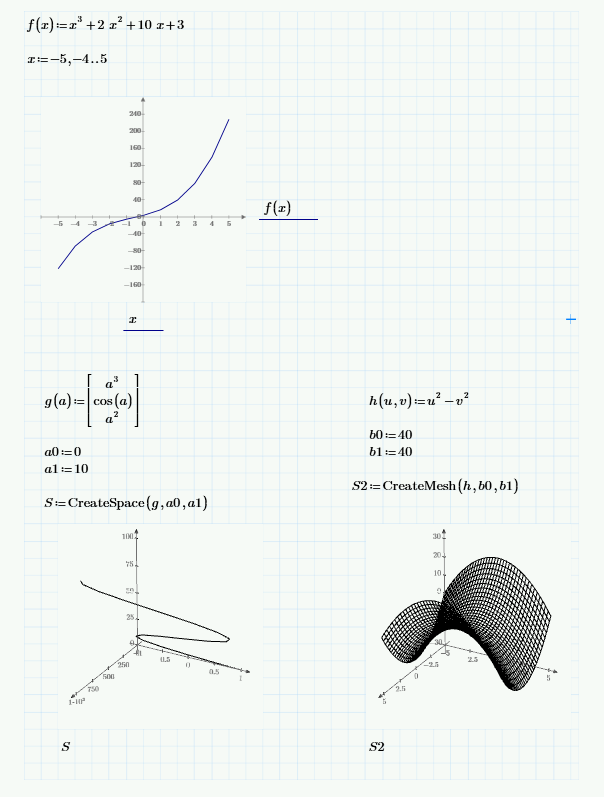 f(x):=x³+2 x²+10 x+3
x:=−5,−4..5
240
200
160
120
80
40
0
−40
−80
−120
−160
−5 −4 −3 −2 −1 0 1 2 3 4 5
f(x)
x
g(a):=[a³
cos(a)
a²]
a0:=0
a1:=10
S:=CreateSpace(g,a0,a1)
h(u,v):=u²−v²
b0:=40
b1:=40
S2:=CreateMesh(h,b0,b1)
100
75
50
25
0
0.5 0 0.5 1
250
500
750
1·10³
S
30
20
10
0
−5 −2.5 0 2.5 5
2.5 5
S2